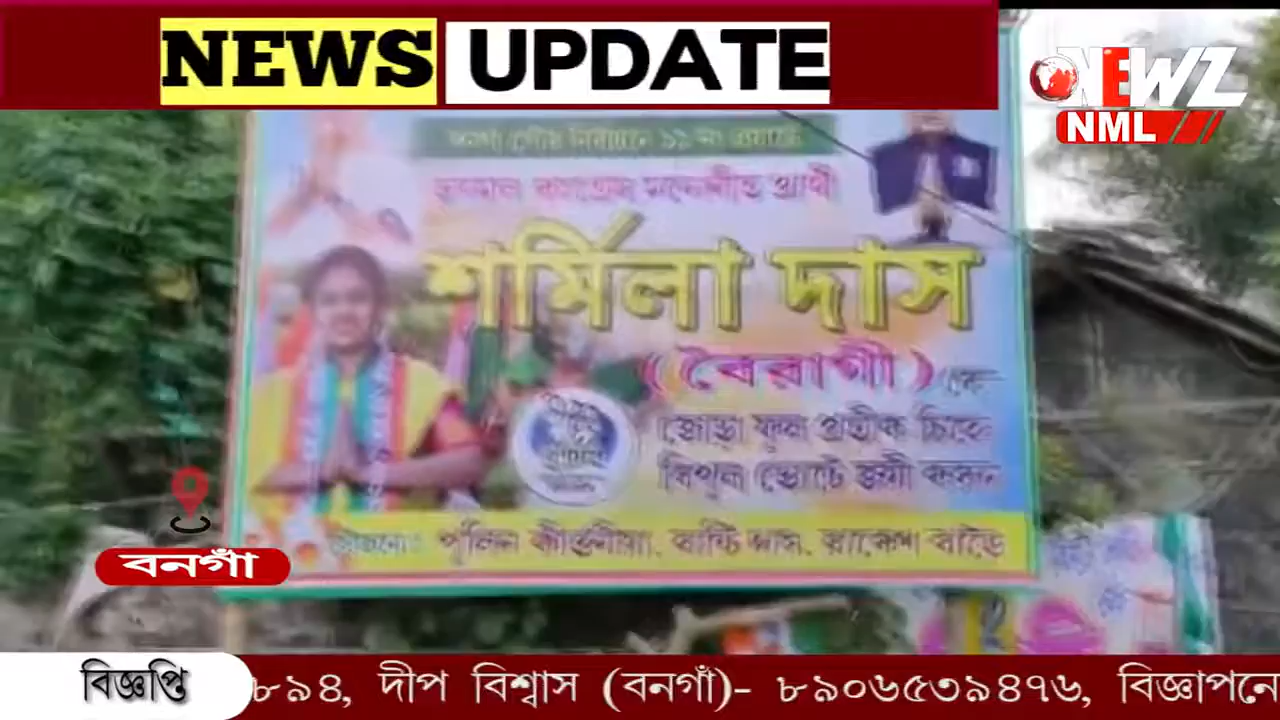 NEWS UPDATE
NEWZ
NML
তৃণমূল কংগ্রেস মনোনীত প্রার্থী
শর্মিলা দাস
(বৈরাগী) কে
জোড়া ফুল প্রতীক চিহ্নে
বিপুল ভোটে জয়ী করুন
বনগাঁ
বিজ্ঞপ্তি
৮৯৪, দীপ বিশ্বাস (বনগাঁ)- ৮৯০৬৫৩৯৪৭৬, বিজ্ঞাপনে